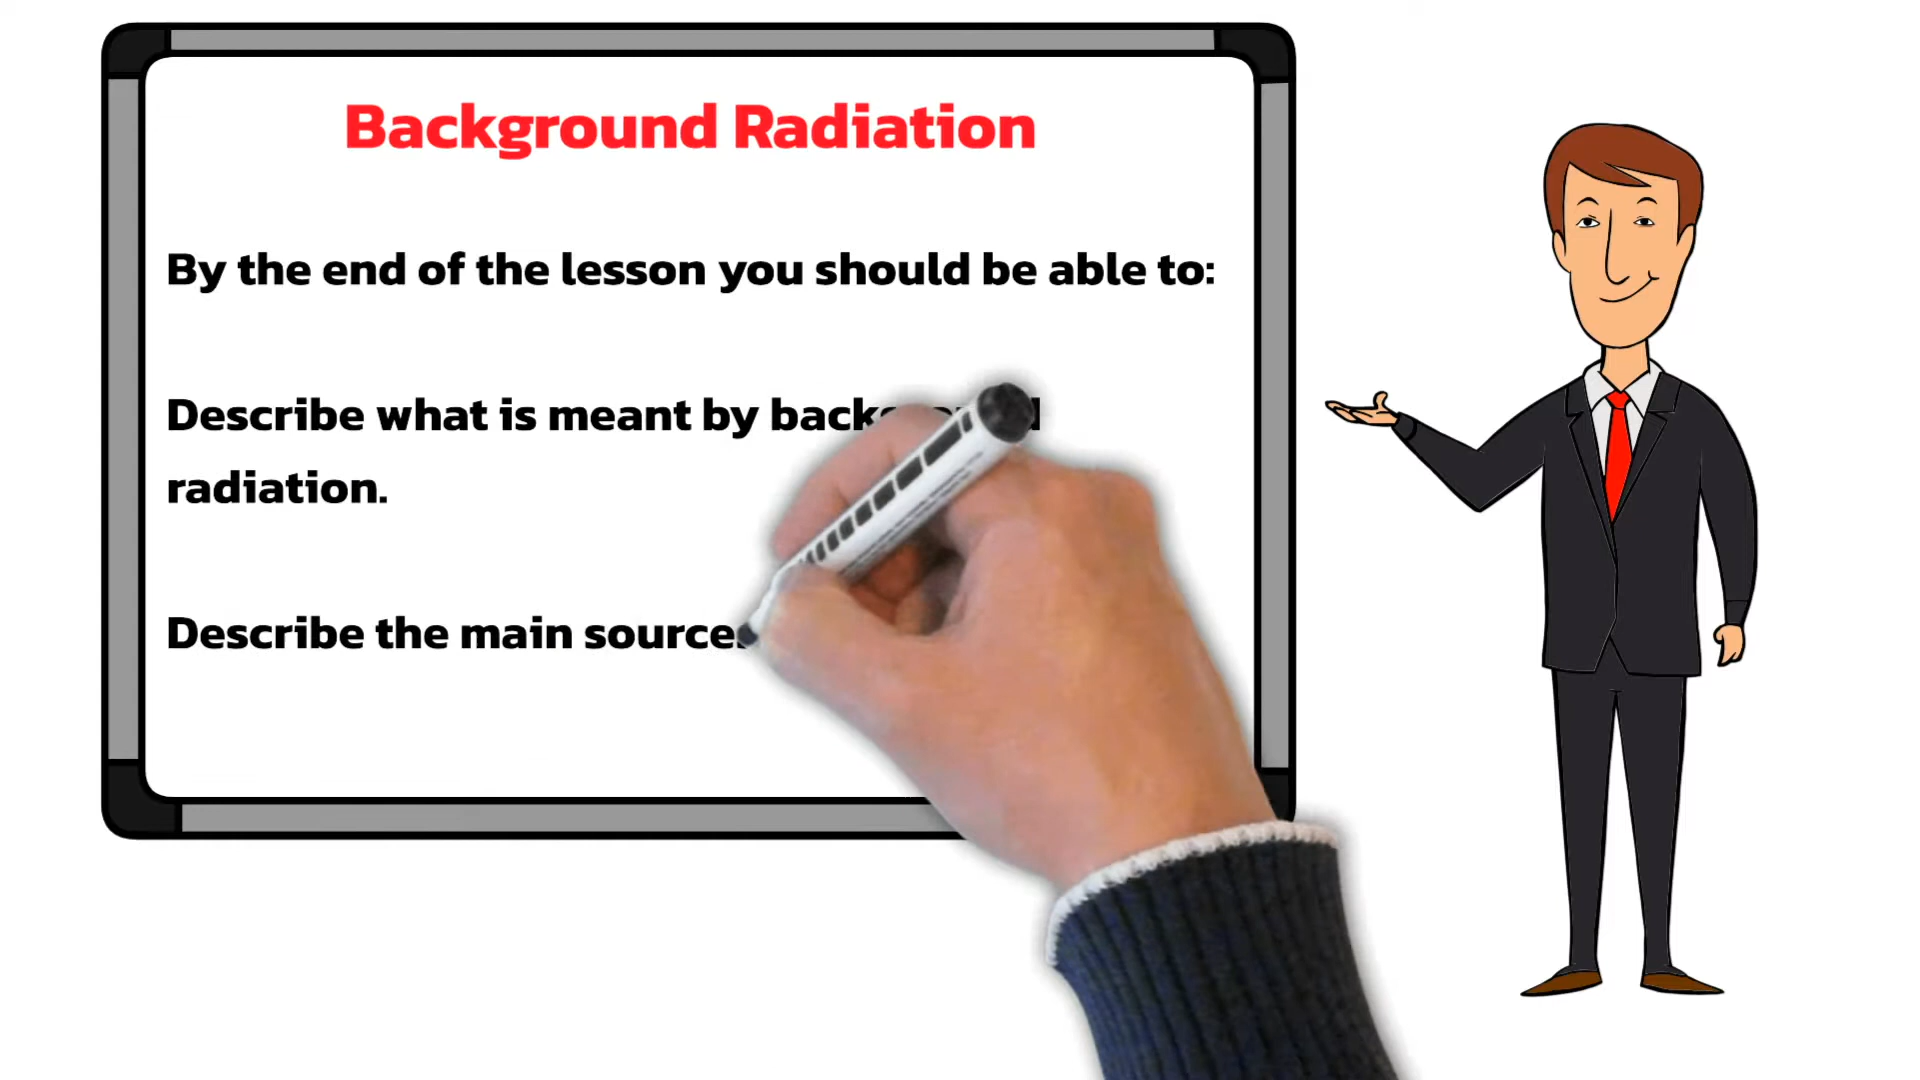 Background Radiation
By the end of the lesson you should be able to:
Describe what is meant by
radiation.
Describe the main source